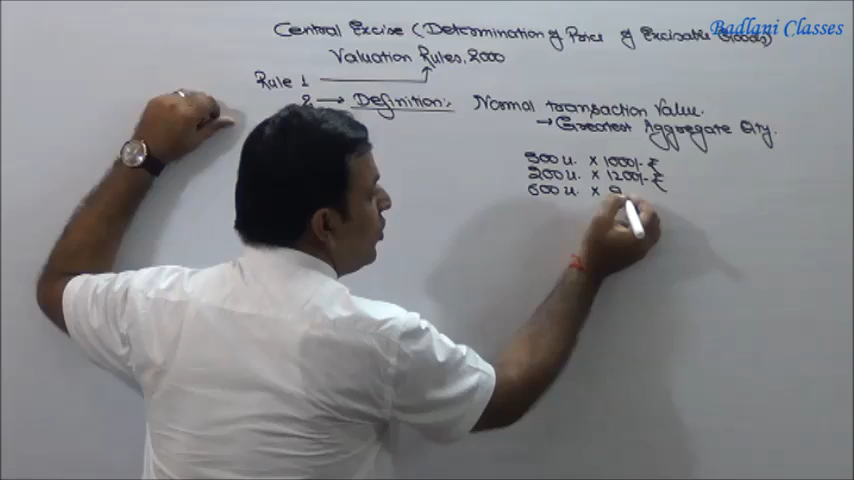 Badlani Classes
Central Excise (Determination of Price of Excisable Goods)
Valuation Rules, 2000
Rule 1
2 → Definition:- Normal transaction Value.
→ Greatest Aggregate Qty.
500 u. x 1000/- ₹
200 u. x 1200/- ₹
600 u. x 9